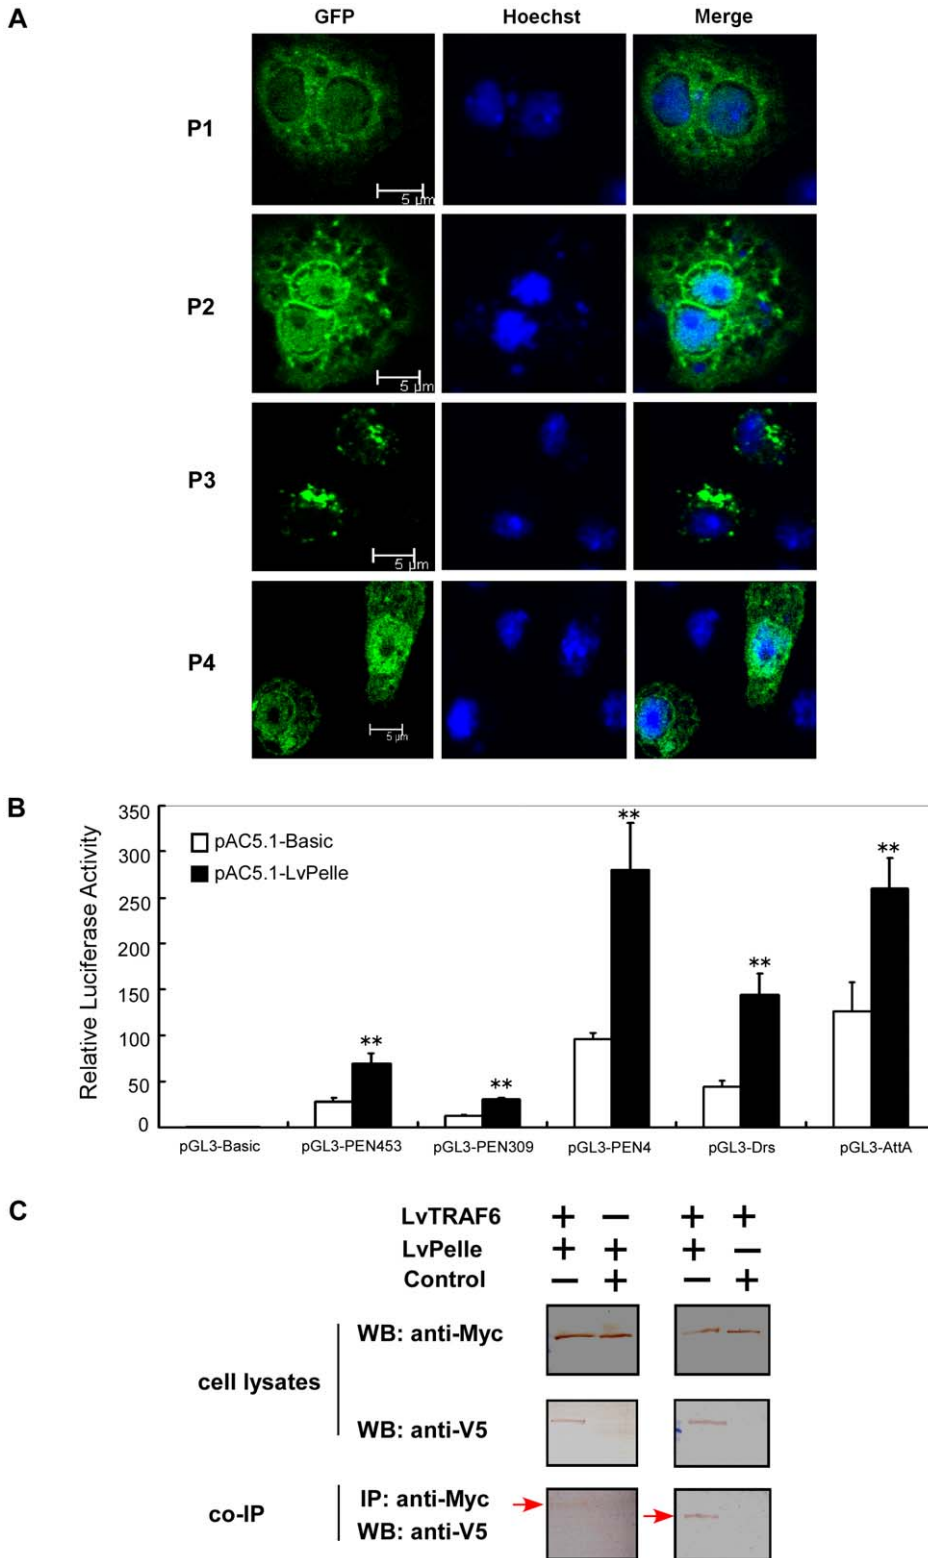 A
GFP Hoechst Merge
P1
5 µm
P2
5 µm
P3
5 µm
P4
5 µm
B
350
300
250
200
150
100
50
0
Relative Luciferase Activity
pAC5.1-Basic
pAC5.1-LvPelle
** ** ** ** **
pGL3-Basic pGL3-PEN453 pGL3-PEN309 pGL3-PEN4 pGL3-Drs pGL3-AttA
C
LvTRAF6 + − + +
LvPelle + + + −
Control − + − +
WB: anti-Myc
cell lysates
WB: anti-V5
IP: anti-Myc
co-IP
WB: anti-V5